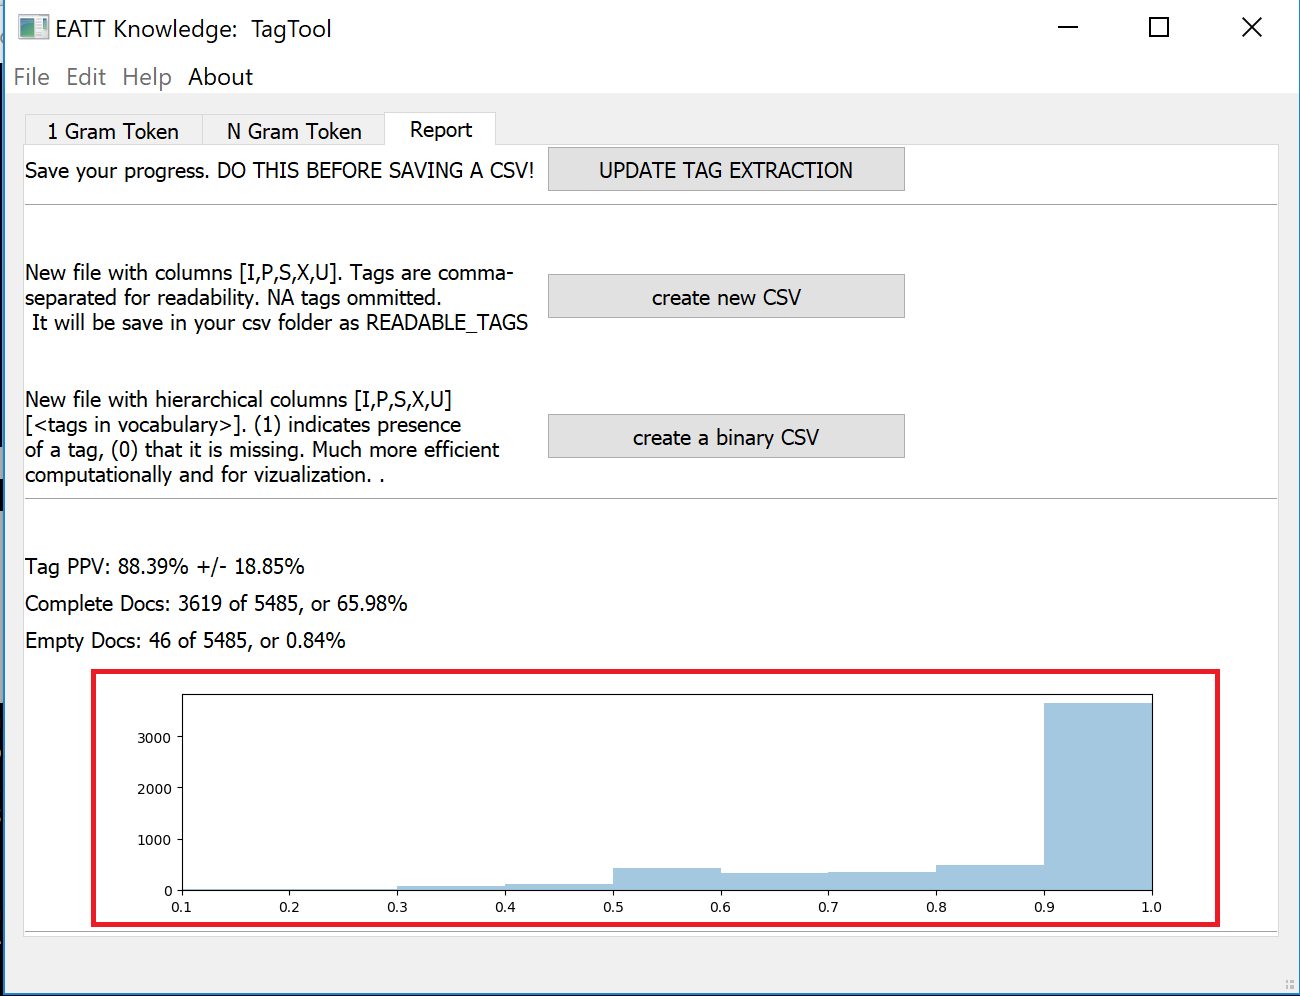 EATT Knowledge: TagTool
File Edit Help About
1 Gram Token N Gram Token Report
Save your progress. DO THIS BEFORE SAVING A CSV! UPDATE TAG EXTRACTION
New file with columns [I,P,S,X,U]. Tags are comma-
separated for readability. NA tags ommitted.
It will be save in your csv folder as READABLE_TAGS
create new CSV
New file with hierarchical columns [I,P,S,X,U]
[<tags in vocabulary>]. (1) indicates presence
of a tag, (0) that it is missing. Much more efficient
computationally and for vizualization. .
create a binary CSV
Tag PPV: 88.39% +/- 18.85%
Complete Docs: 3619 of 5485, or 65.98%
Empty Docs: 46 of 5485, or 0.84%
3000
2000
1000
0
0.1 0.2 0.3 0.4 0.5 0.6 0.7 0.8 0.9 1.0